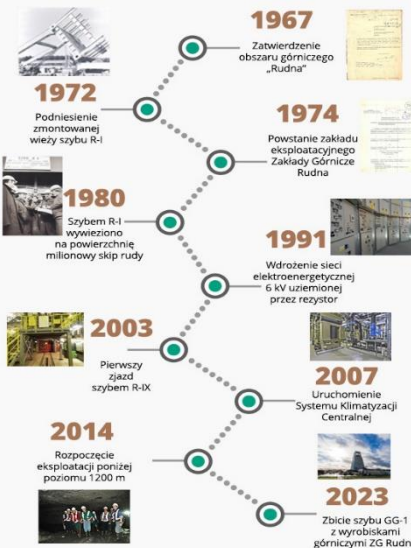 1967
Zatwierdzenie
obszaru górniczego
„Rudna"
1972
Podniesienie
zmontowanej
wieży szybu R-I
1974
Powstanie zakładu
eksploatacyjnego
Zakłady Górnicze
Rudna
1980
Szybem R-I
wywieziono
na powierzchnię
milionowy skip rudy
1991
Wdrożenie sieci
elektroenergetycznej
6 kV uziemionej
przez rezystor
2003
Pierwszy
zjazd
szybem R-IX
2007
Uruchomienie
Systemu Klimatyzacji
Centralnej
2014
Rozpoczęcie
eksploatacji poniżej
poziomu 1200 m
2023
Zbicie szybu GG-1
z wyrobiskami
górniczymi ZG Rudn